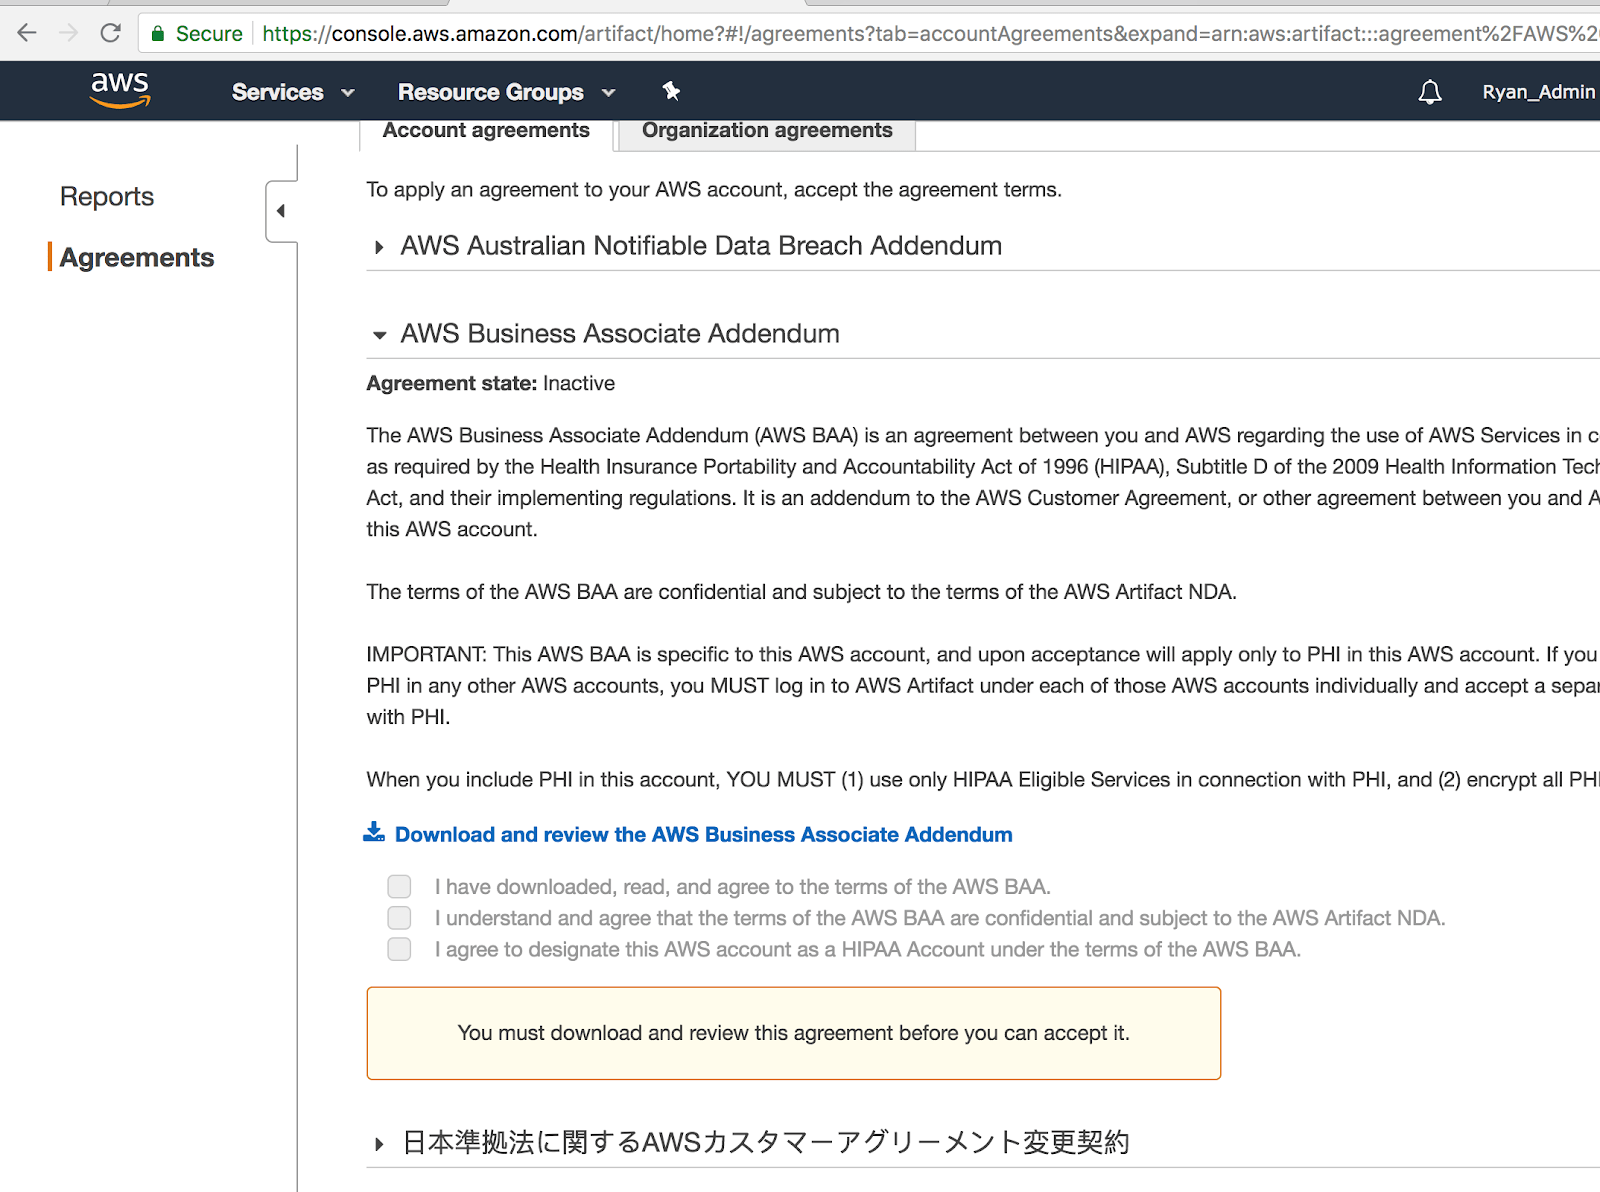 Secure https://console.aws.amazon.com/artifact/home?#!/agreements?tab=accountAgreements&expand=arn:aws:artifact:::agreement%2FAWS%2
aws Services Resource Groups Ryan_Admin
Account agreements Organization agreements
Reports
Agreements
To apply an agreement to your AWS account, accept the agreement terms.
AWS Australian Notifiable Data Breach Addendum
AWS Business Associate Addendum
Agreement state: Inactive
The AWS Business Associate Addendum (AWS BAA) is an agreement between you and AWS regarding the use of AWS Services in
as required by the Health Insurance Portability and Accountability Act of 1996 (HIPAA), Subtitle D of the 2009 Health Information
Act, and their implementing regulations. It is an addendum to the AWS Customer Agreement, or other agreement between you and
this AWS account.
The terms of the AWS BAA are confidential and subject to the terms of the AWS Artifact NDA.
IMPORTANT: This AWS BAA is specific to this AWS account, and upon acceptance will apply only to PHI in this AWS account. If you
PHI in any other AWS accounts, you MUST log in to AWS Artifact under each of those AWS accounts individually and accept a
with PHI.
When you include PHI in this account, YOU MUST (1) use only HIPAA Eligible Services in connection with PHI, and (2) encrypt all PHI
Download and review the AWS Business Associate Addendum
I have downloaded, read, and agree to the terms of the AWS BAA.
I understand and agree that the terms of the AWS BAA are confidential and subject to the AWS Artifact NDA.
I agree to designate this AWS account as a HIPAA Account under the terms of the AWS BAA.
You must download and review this agreement before you can accept it.
日本準拠法に関するAWSカスタマーアグリーメント変更契約